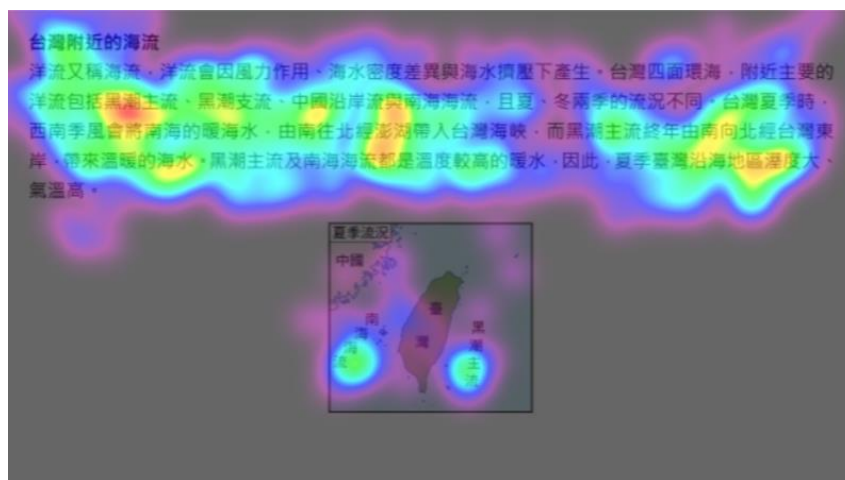 台灣附近的海流
洋流又稱海流，洋流會因風力作用、海水密度差異與海水擠壓下產生。台灣四面環海，附近主要的
洋流包括黑潮主流、黑潮支流、中國沿岸流與南海海流，且夏、冬兩季的流況不同。台灣夏季時，
西南季風會將南海的暖海水，由南往北經澎湖帶入台灣海峽，而黑潮主流終年由南向北經台灣東
岸，帶來溫暖的海水。黑潮主流及南海海流都是溫度較高的暖水，因此，夏季臺灣沿海地區溼度大、
氣溫高。
夏季流況
中國
臺灣
南海海流
黑潮主流